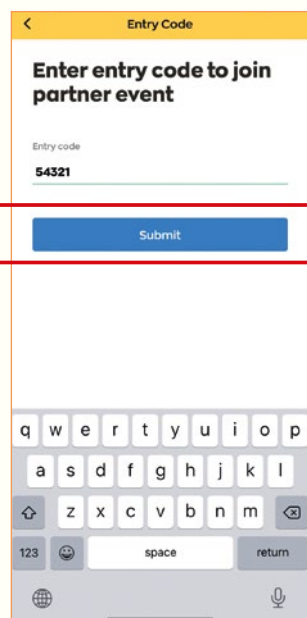 Entry Code
Enter entry code to join
partner event
Entry code
54321
Submit
q w e r t y u i o p
a s d f g h j k l
z x c v b n m
123 space return